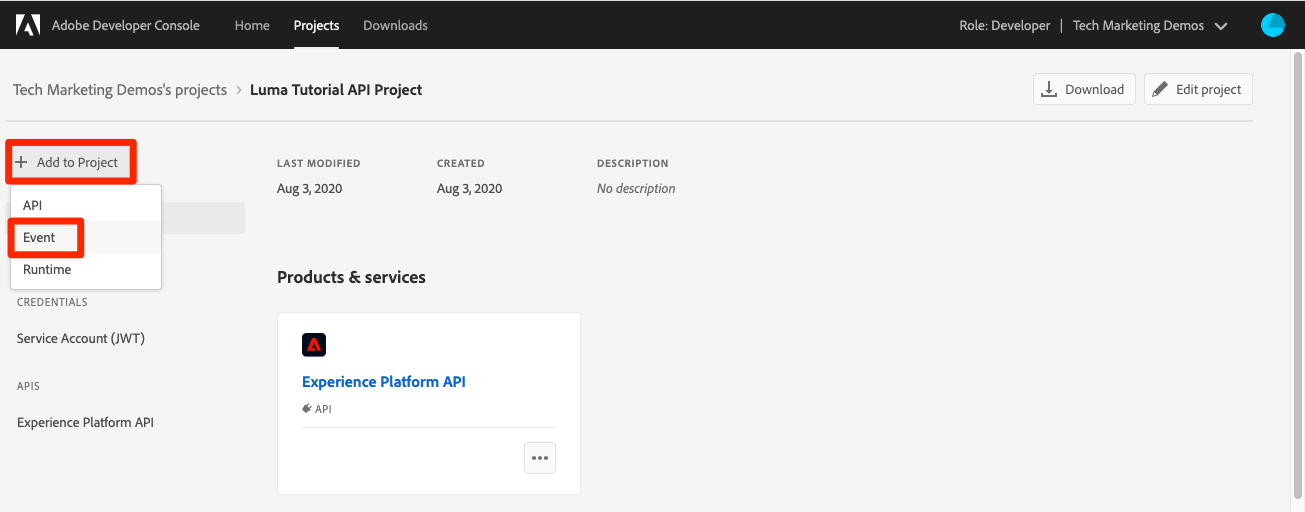 Adobe Developer Console Home Projects Downloads Role: Developer | Tech Marketing Demos
Tech Marketing Demos's projects > Luma Tutorial API Project Download Edit project
+ Add to Project
LAST MODIFIED CREATED DESCRIPTION
Aug 3, 2020 Aug 3, 2020 No description
API
Event
Runtime
CREDENTIALS
Service Account (JWT)
APIS
Experience Platform API
Products & services
Experience Platform API
API